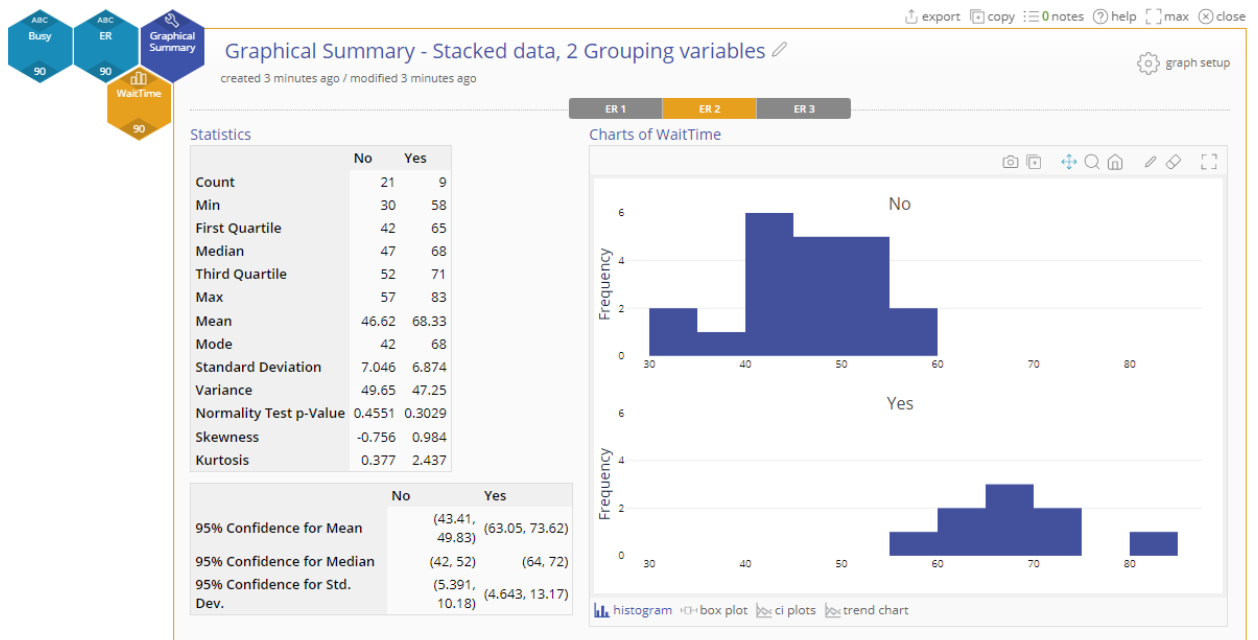 export copy 0 notes ? help max close
ABC ABC
Busy ER Graphical Summary
90 90
WaitTime
90
Graphical Summary - Stacked data, 2 Grouping variables
created 3 minutes ago / modified 3 minutes ago
graph setup
ER 1 ER 2 ER 3
Statistics
No Yes
Count 21 9
Min 30 58
First Quartile 42 65
Median 47 68
Third Quartile 52 71
Max 57 83
Mean 46.62 68.33
Mode 42 68
Standard Deviation 7.046 6.874
Variance 49.65 47.25
Normality Test p-Value 0.4551 0.3029
Skewness -0.756 0.984
Kurtosis 0.377 2.437
No Yes
95% Confidence for Mean (43.41, 49.83) (63.05, 73.62)
95% Confidence for Median (42, 52) (64, 72)
95% Confidence for Std. Dev. (5.391, 10.18) (4.643, 13.17)
Charts of WaitTime
No
Frequency
6
4
2
0
30 40 50 60 70 80
Yes
Frequency
6
4
2
0
30 40 50 60 70 80
histogram box plot ci plots trend chart